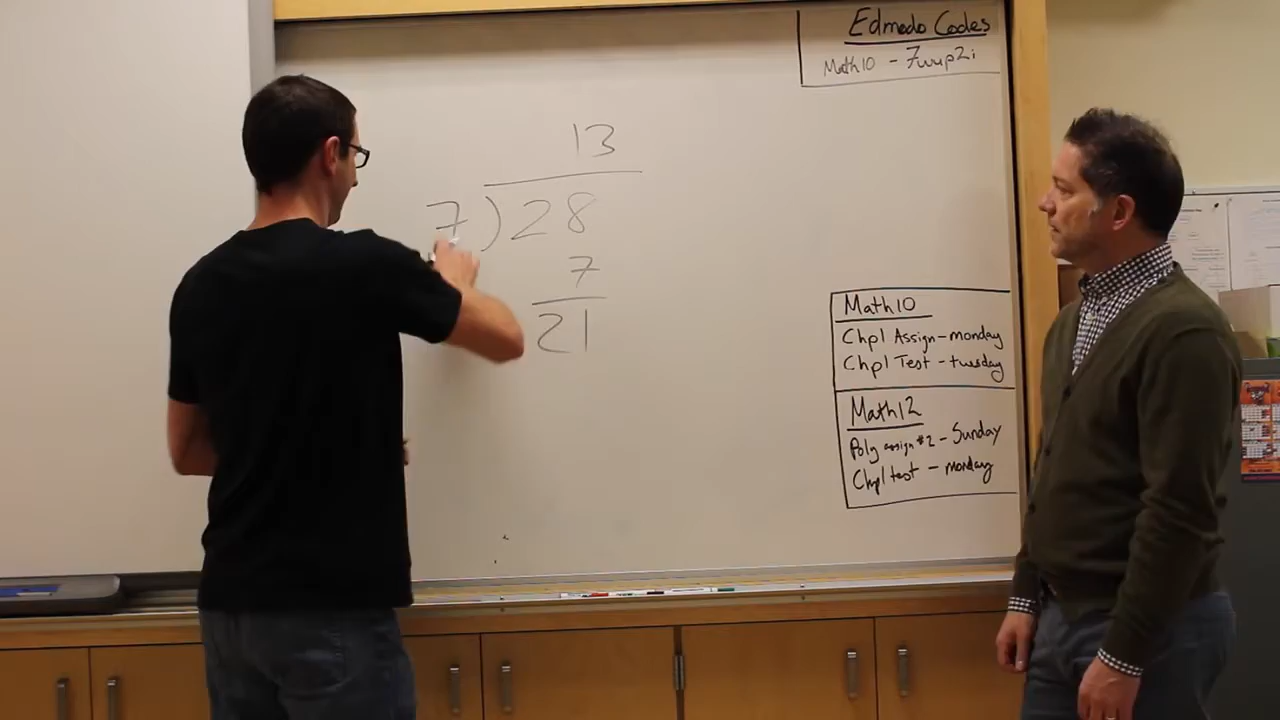 Edmodo Codes
Math10 - 7wup2i
13
7) 28
7
21
Math10
Chp1 Assign - monday
Chp1 Test - tuesday
Math12
Poly assign #2 - Sunday
Chp1 test - monday